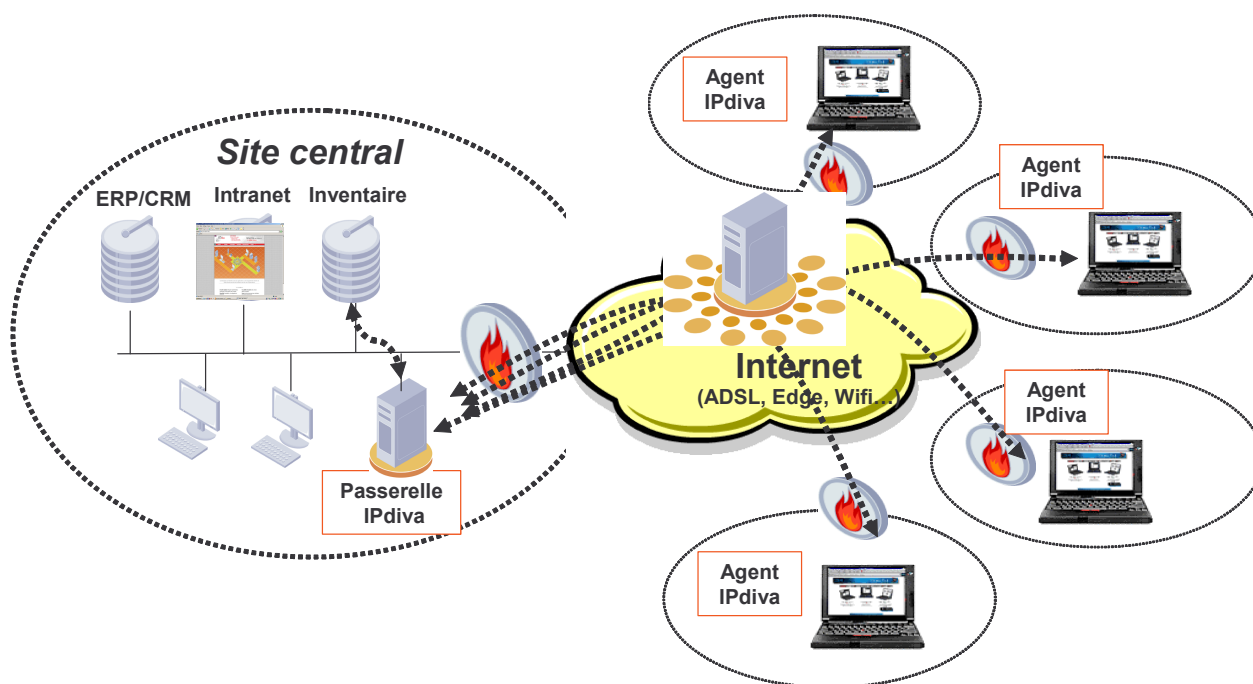 Site central
ERP/CRM
Intranet
Inventaire
Passerelle
IPdiva
Internet
(ADSL, Edge, Wifi...)
Agent
IPdiva
Agent
IPdiva
Agent
IPdiva
Agent
IPdiva